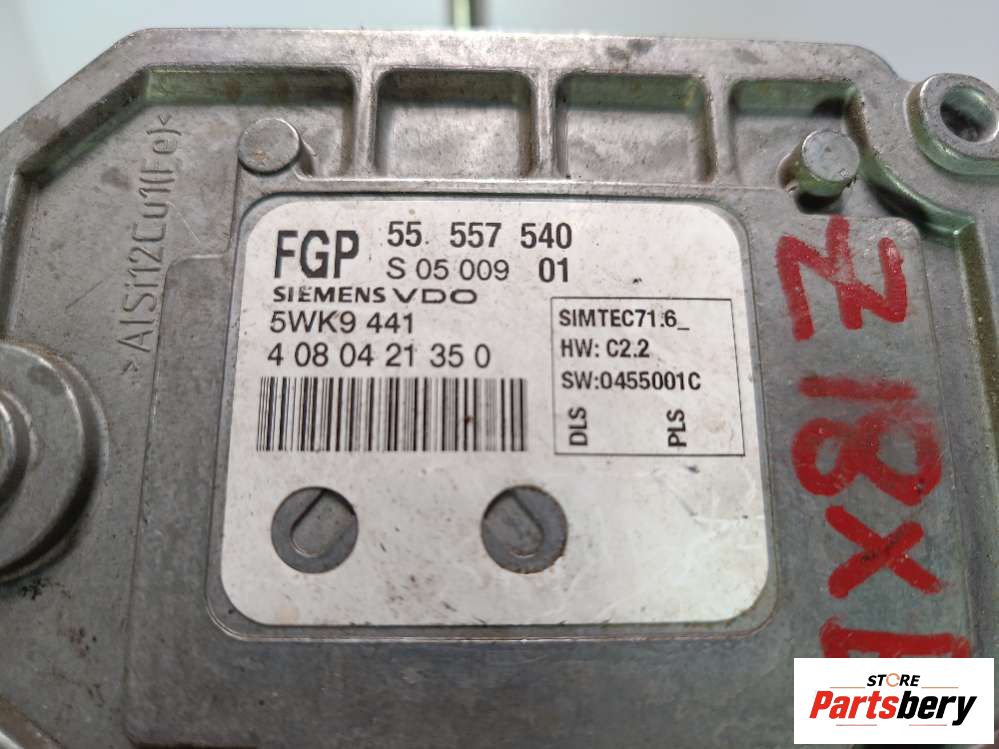 >AlSi12Cu1(Fe)<
FGP 55 557 540
S 05 009 01
SIEMENS VDO
5WK9 441
4 08 04 21 35 0
SIMTEC71.6_
HW: C2.2
SW:0455001C
DLS
PLS
Z18XE
STORE
Partsbery